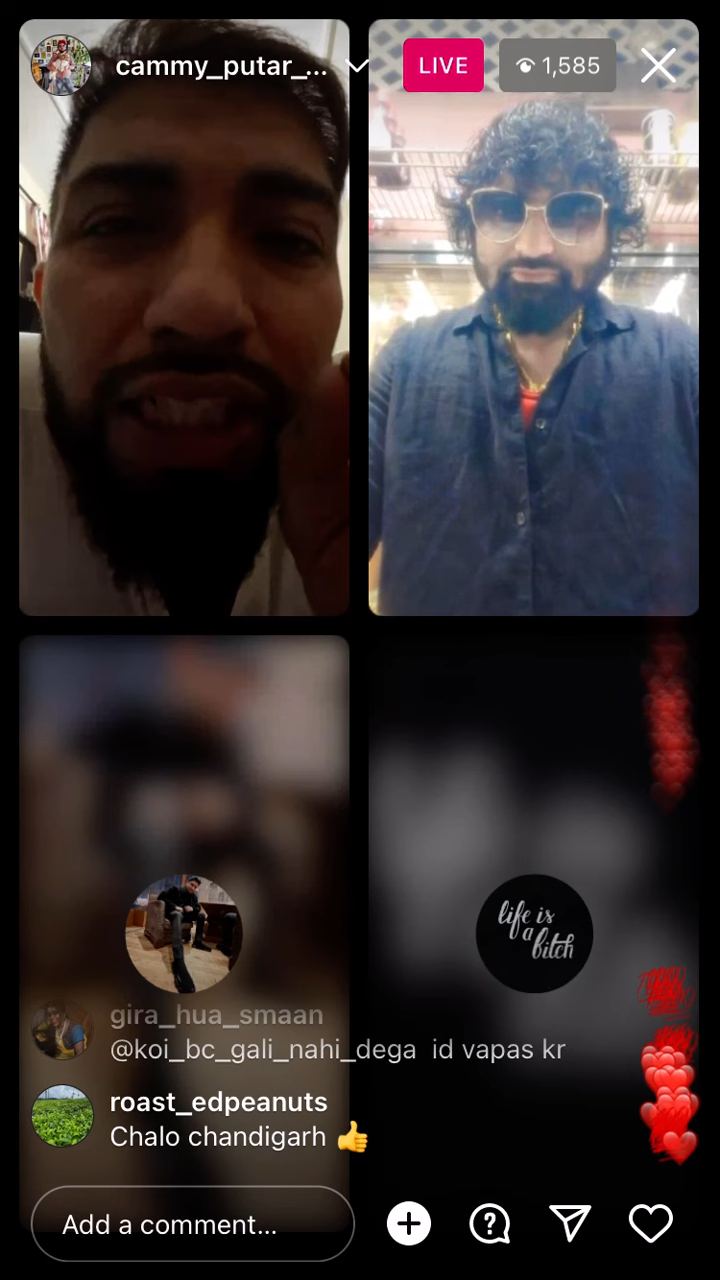 cammy_putar_...
LIVE
1,585
life is
a
bitch
gira_hua_smaan
@koi_bc_gali_nahi_dega id vapas kr
roast_edpeanuts
Chalo chandigarh 👍
Add a comment...